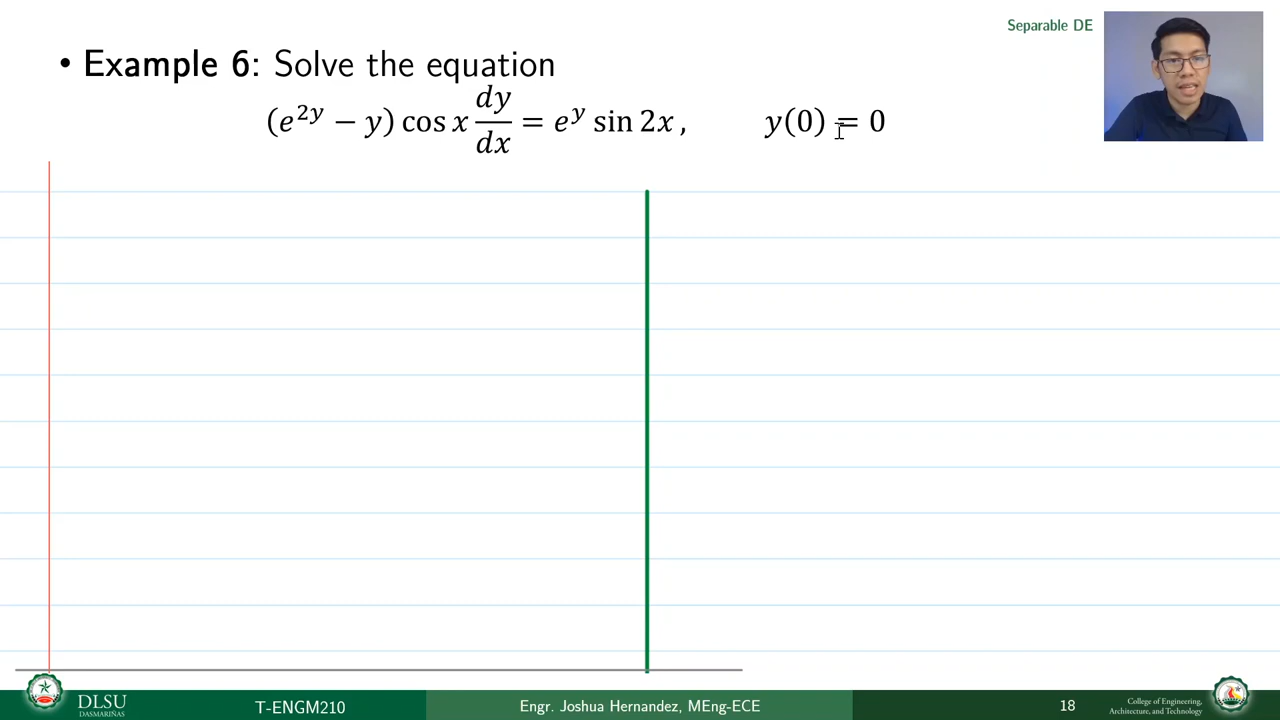 Separable DE
• Example 6: Solve the equation
(e^{2y} − y) cos x dy/dx = e^y sin 2x , y(0) = 0
DLSU
DASMARIÑAS
T-ENGM210
Engr. Joshua Hernandez, MEng-ECE
18
College of Engineering,
Architecture, and Technology